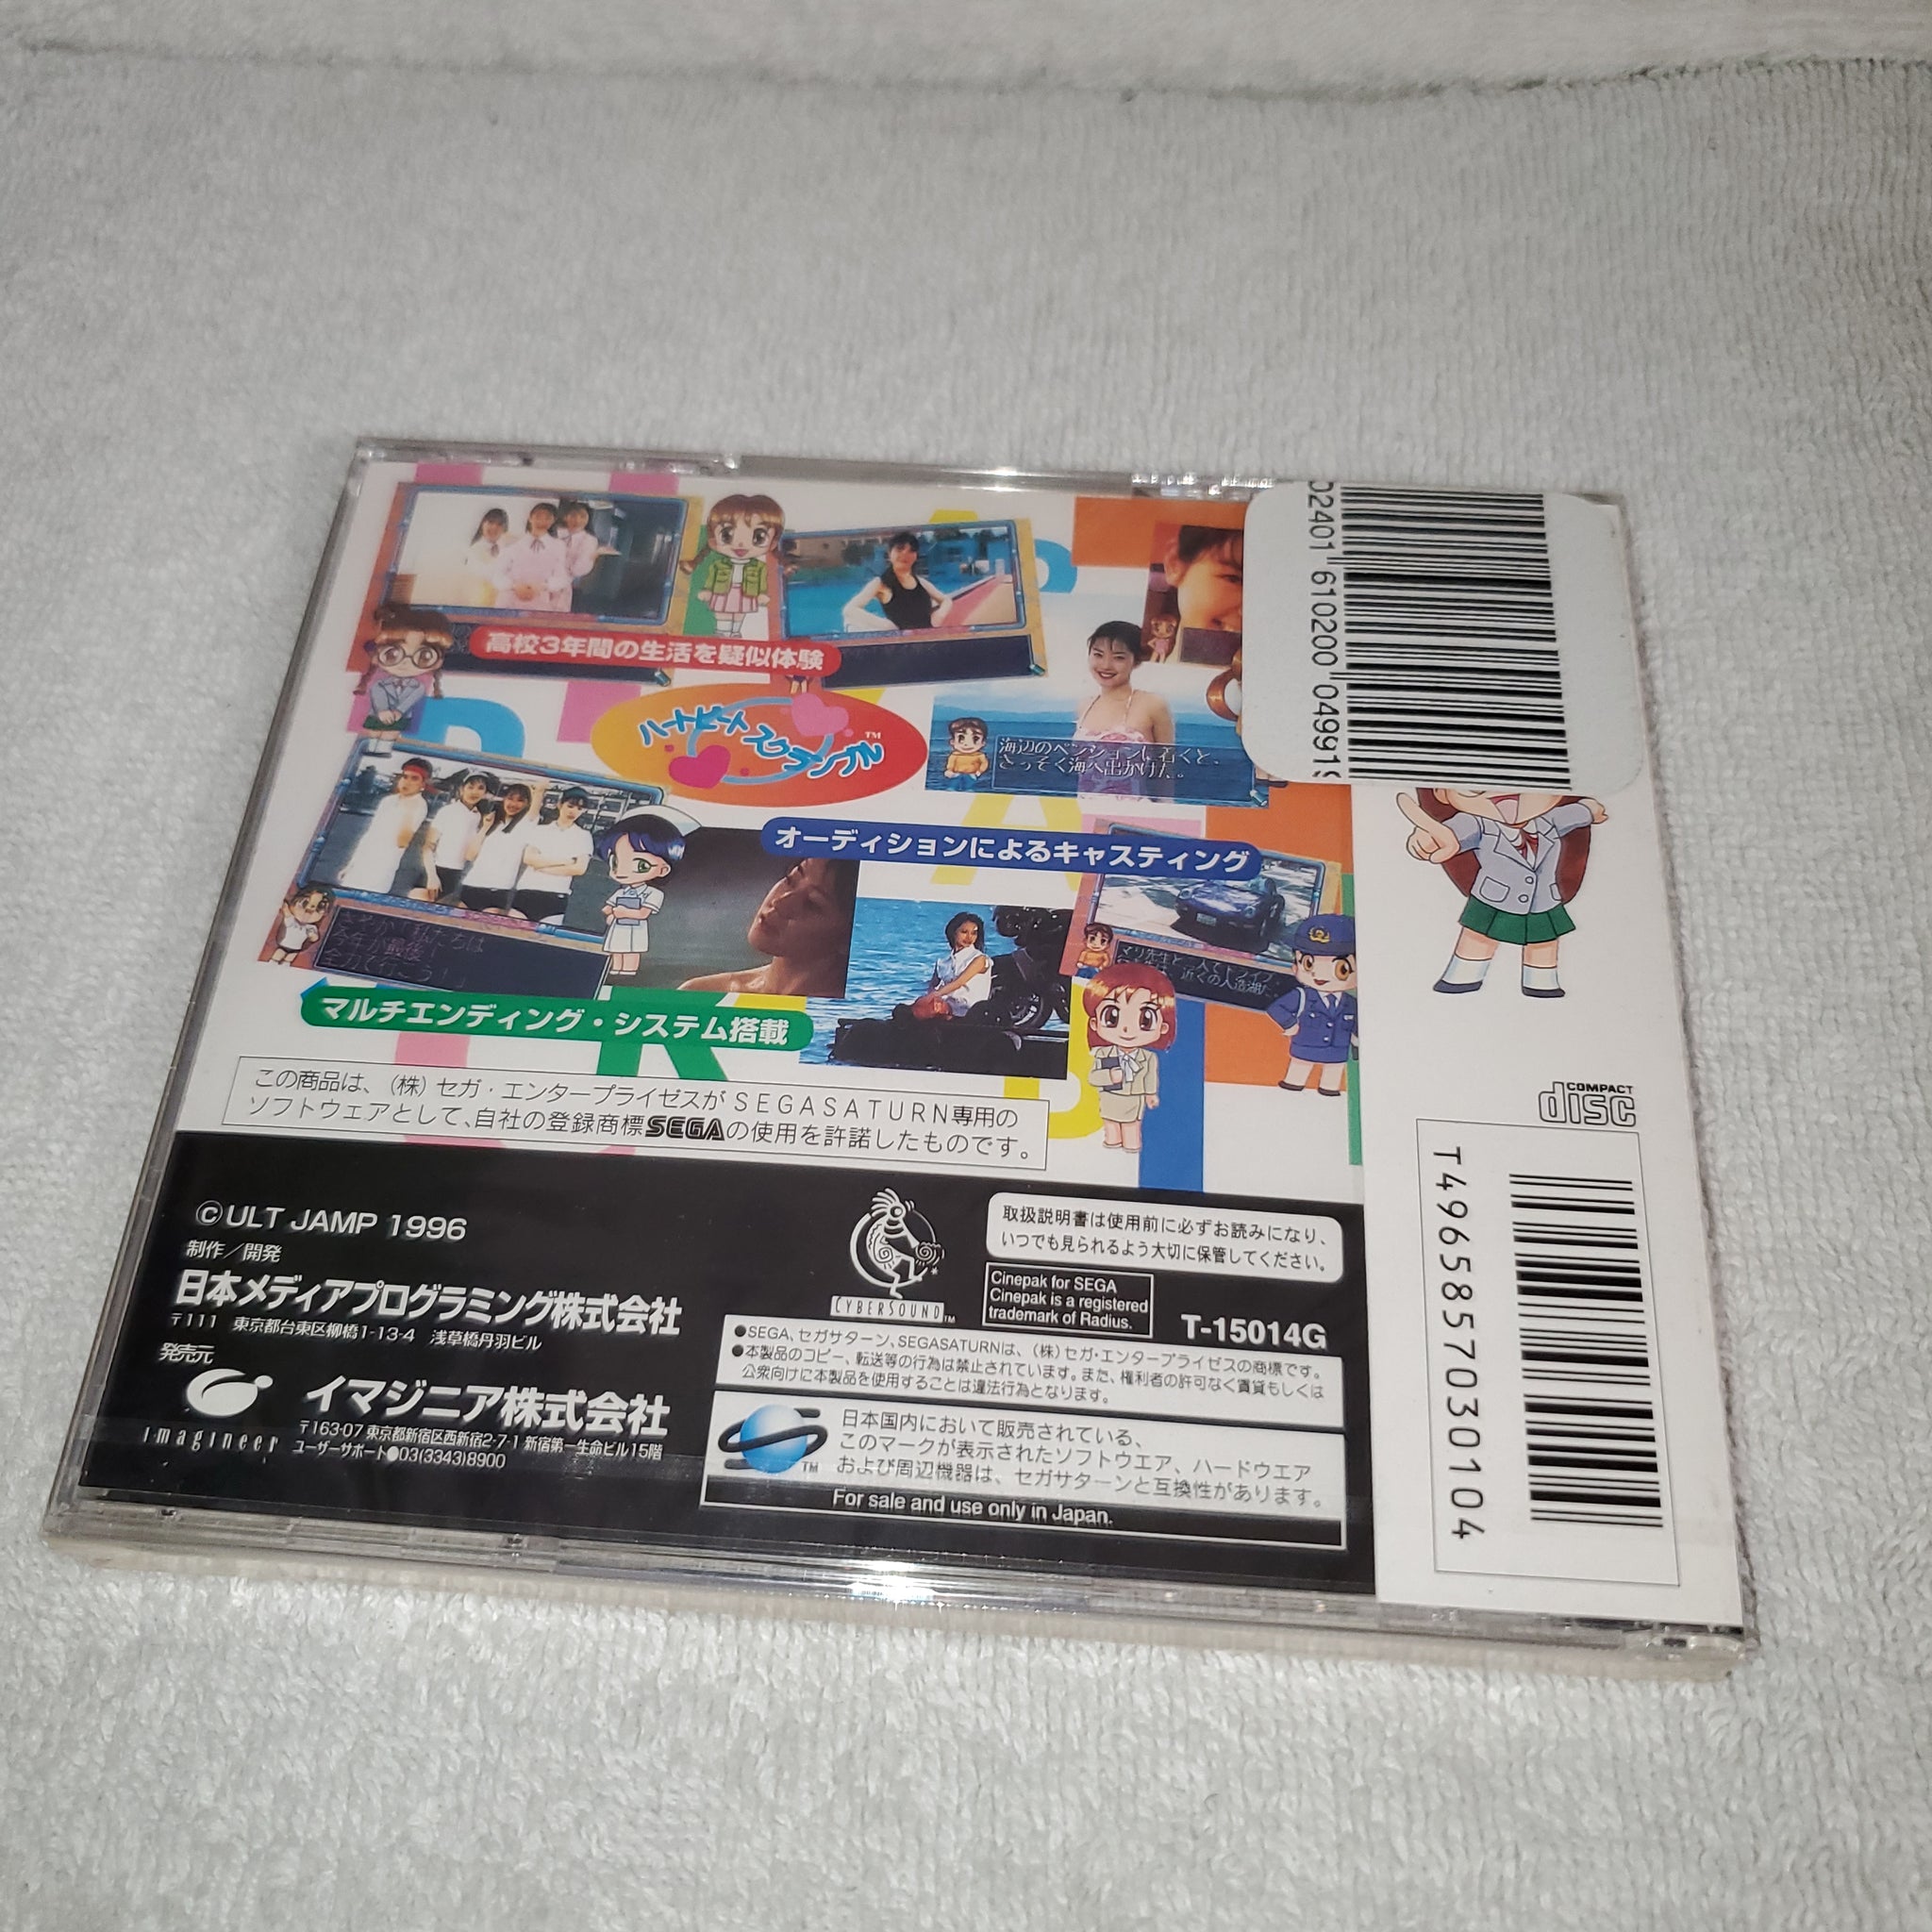 高校3年間の生活を疑似体験
ハートビート
スクランブル
TM
海辺のペンションに着くと、
さっそく海へ出かけた。
オーディションによるキャスティング
今年が最後!
全力で行こう!
マルチエンディング・システム搭載
この商品は、(株)セガ・エンタープライゼスが SEGASATURN専用の
ソフトウェアとして、自社の登録商標SEGAの使用を許諾したものです。
©ULT JAMP 1996
制作/開発
日本メディアプログラミング株式会社
〒111 東京都台東区柳橋1-13-4 浅草橋丹羽ビル
発売元
imagineer
イマジニア株式会社
〒163-07 東京都新宿区西新宿2-7-1 新宿第一生命ビル15階
ユーザーサポート●03(3343)8900
CYBERSOUND TM
取扱説明書は使用前に必ずお読みになり、
いつでも見られるよう大切に保管してください。
Cinepak for SEGA
Cinepak is a registered
trademark of Radius.
T-15014G
●SEGA、セガサターン、SEGASATURNは、(株)セガ・エンタープライゼスの商標です。
●本製品のコピー、転送等の行為は禁止されています。また、権利者の許可なく賃貸もしくは
公衆向けに本製品を使用することは違法行為となります。
TM
日本国内において販売されている、
このマークが表示されたソフトウエア、ハードウエア
および周辺機器は、セガサターンと互換性があります。
For sale and use only in Japan.
02401 610200 04991
COMPACT
disc
T4965857030104